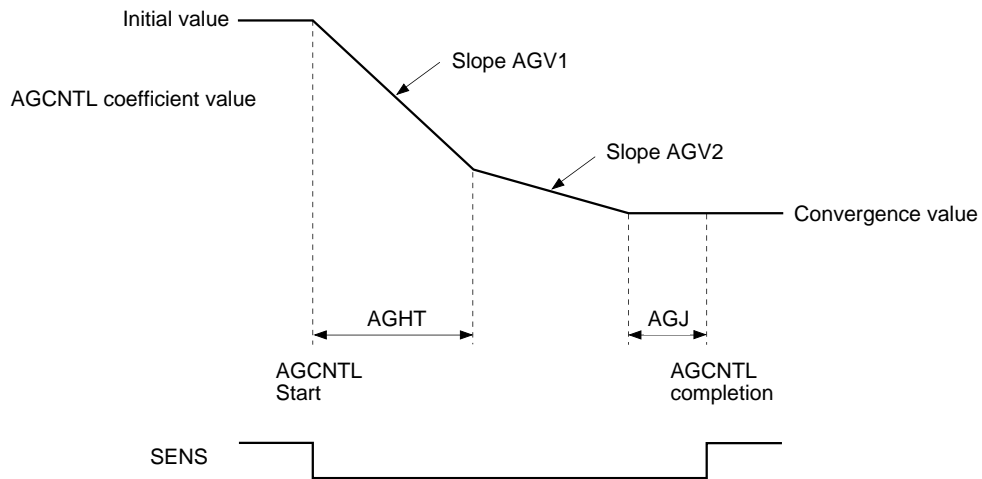 Initial value
Slope AGV1
AGCNTL coefficient value
Slope AGV2
Convergence value
AGHT
AGJ
AGCNTL
Start
AGCNTL
completion
SENS